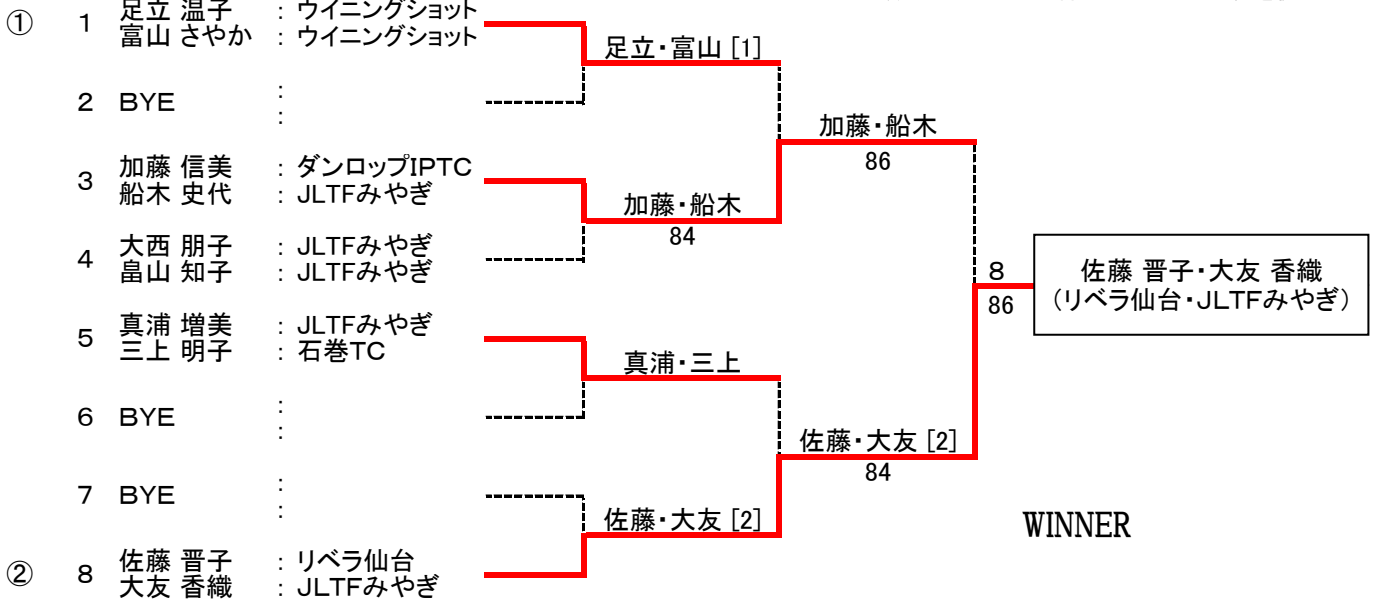 ① 1 足立 温子 : ウイニングショット
富山 さやか : ウイニングショット
足立・富山 [1]
2 BYE :
:
加藤・船木
86
3 加藤 信美 : ダンロップIPTC
船木 史代 : JLTFみやぎ
加藤・船木
84
4 大西 朋子 : JLTFみやぎ
畠山 知子 : JLTFみやぎ
8 佐藤 晋子・大友 香織
86 (リベラ仙台・JLTFみやぎ)
5 真浦 増美 : JLTFみやぎ
三上 明子 : 石巻TC
真浦・三上
6 BYE :
:
佐藤・大友 [2]
84
7 BYE :
:
佐藤・大友 [2]
WINNER
② 8 佐藤 晋子 : リベラ仙台
大友 香織 : JLTFみやぎ